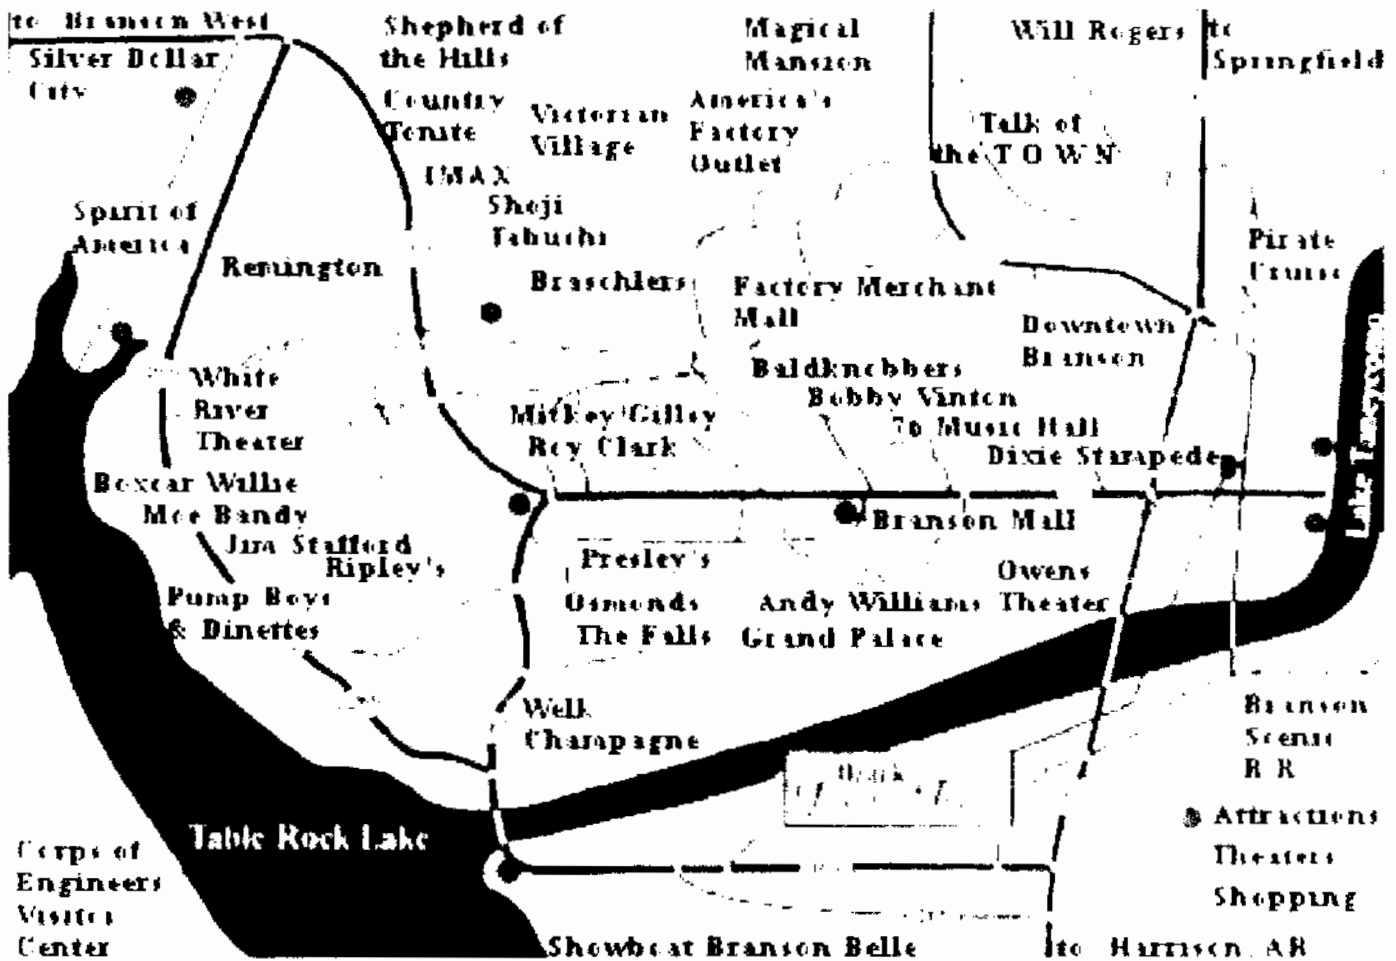 to Branson West
Silver Dollar
City
Shepherd of
the Hills
Magical
Mansion
Will Rogers
to
Springfield
Country
Tonite
Victorian
Village
America's
Factory
Outlet
Talk of
the TOWN
IMAX
Shoji
Tabuchi
Spirit of
America
Pirate
Cruise
Remington
Braschlers
Factory Merchant
Mall
Downtown
Branson
White
River
Theater
Baldknobbers
Bobby Vinton
76 Music Hall
Dixie Stampede
Mickey Gilley
Roy Clark
Boxcar Willie
Moe Bandy
Jim Stafford
Ripley's
Branson Mall
Lake Taneycomo
Pump Boys
& Dinettes
Presley's
Osmonds
The Falls
Andy Williams
Grand Palace
Owens
Theater
Welk
Champagne
Branson
Scenic
R R
Table Rock Lake
Attractions
Theaters
Shopping
Corps of
Engineers
Visitor
Center
Showboat Branson Belle
to Harrison, AR